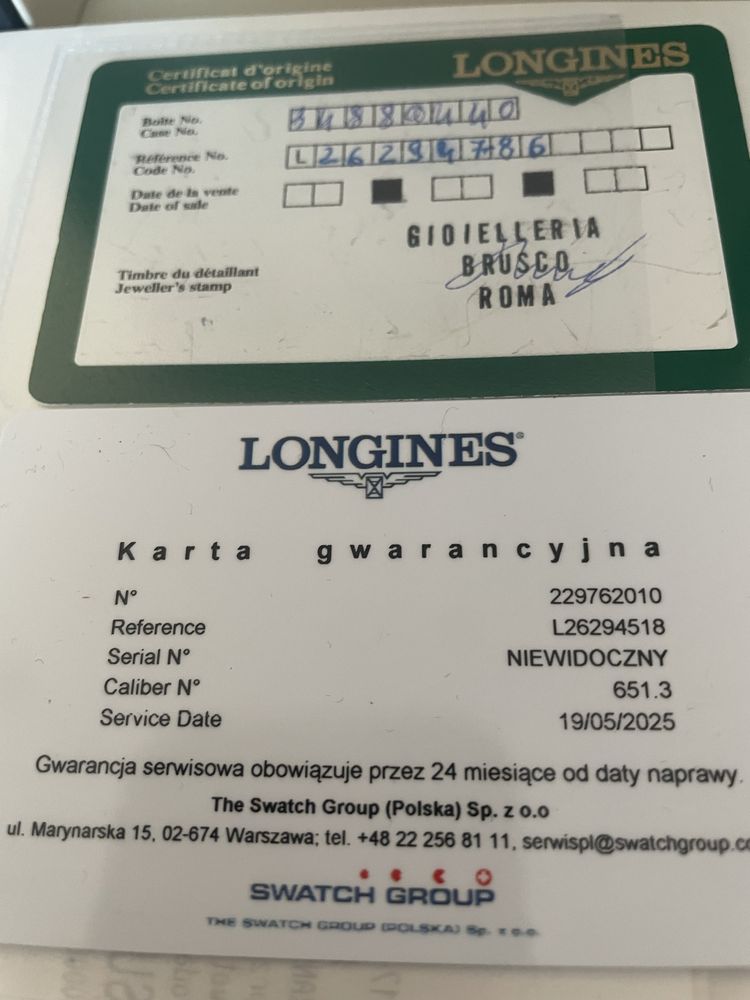 Certificat d'origine
Certificate of origin
LONGINES
Boîte No.
Case No.
34880440
Référence No.
Code No.
L26294786
Date de la vente
Date of sale
GIOIELLERIA
BRUSCO
ROMA
Timbre du détaillant
Jeweller's stamp
LONGINES®
Karta gwarancyjna
N° 229762010
Reference L26294518
Serial N° NIEWIDOCZNY
Caliber N° 651.3
Service Date 19/05/2025
Gwarancja serwisowa obowiązuje przez 24 miesiące od daty naprawy.
The Swatch Group (Polska) Sp. z o.o
ul. Marynarska 15, 02-674 Warszawa; tel. +48 22 256 81 11, serwispl@swatchgroup.co
SWATCH GROUP
THE SWATCH GROUP (POLSKA) Sp. z o.o.